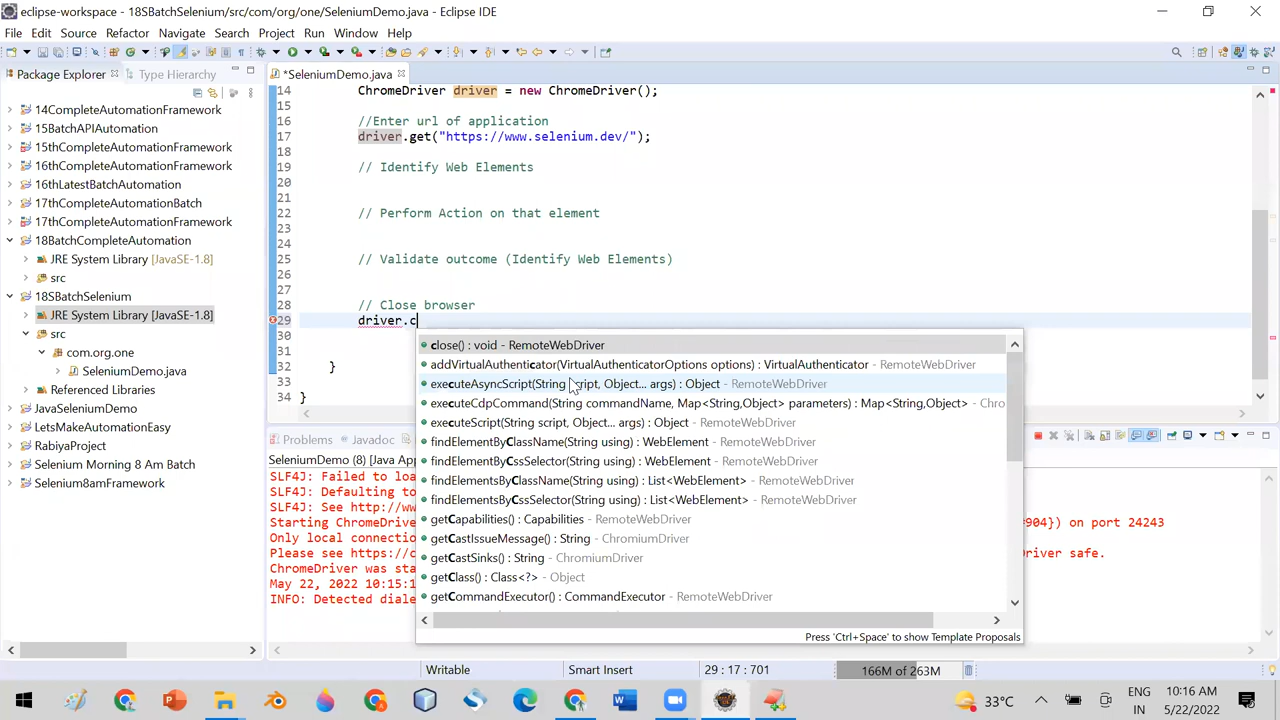 eclipse-workspace - 18SBatchSelenium/src/com/org/one/SeleniumDemo.java - Eclipse IDE
File Edit Source Refactor Navigate Search Project Run Window Help
Package Explorer Type Hierarchy
*SeleniumDemo.java
14CompleteAutomationFramework
15BatchAPIAutomation
15thCompleteAutomationFramework
16thCompleteAutomationFramework
16thLatestBatchAutomation
17thCompleteAutomationBatch
17thCompleteAutomationFramework
18BatchCompleteAutomation
JRE System Library [JavaSE-1.8]
src
18SBatchSelenium
JRE System Library [JavaSE-1.8]
src
com.org.one
SeleniumDemo.java
Referenced Libraries
JavaSeleniumDemo
LetsMakeAutomationEasy
RabiyaProject
Selenium Morning 8 Am Batch
Selenium8amFramework
14 ChromeDriver driver = new ChromeDriver();
15
16 //Enter url of application
17 driver.get("https://www.selenium.dev/");
18
19 // Identify Web Elements
20
21
22 // Perform Action on that element
23
24
25 // Validate outcome (Identify Web Elements)
26
27
28 // Close browser
29 driver.c
30
31
32 }
33
34 }
close() : void - RemoteWebDriver
addVirtualAuthenticator(VirtualAuthenticatorOptions options) : VirtualAuthenticator - RemoteWebDriver
executeAsyncScript(String script, Object... args) : Object - RemoteWebDriver
executeCdpCommand(String commandName, Map<String,Object> parameters) : Map<String,Object> - Chro
executeScript(String script, Object... args) : Object - RemoteWebDriver
findElementByClassName(String using) : WebElement - RemoteWebDriver
findElementByCssSelector(String using) : WebElement - RemoteWebDriver
findElementsByClassName(String using) : List<WebElement> - RemoteWebDriver
findElementsByCssSelector(String using) : List<WebElement> - RemoteWebDriver
getCapabilities() : Capabilities - RemoteWebDriver
getCastIssueMessage() : String - ChromiumDriver
getCastSinks() : String - ChromiumDriver
getClass() : Class<?> - Object
getCommandExecutor() : CommandExecutor - RemoteWebDriver
Press 'Ctrl+Space' to show Template Proposals
Problems Javadoc
SeleniumDemo (8) [Java App
SLF4J: Failed to loa
SLF4J: Defaulting to
SLF4J: See http://ww
Starting ChromeDrive #904}) on port 24243
Only local connectio
Please see https://c Driver safe.
ChromeDriver was sta
May 22, 2022 10:15:1
INFO: Detected diale
Writable Smart Insert 29 : 17 : 701 166M of 263M
33°C ENG IN 10:16 AM 5/22/2022